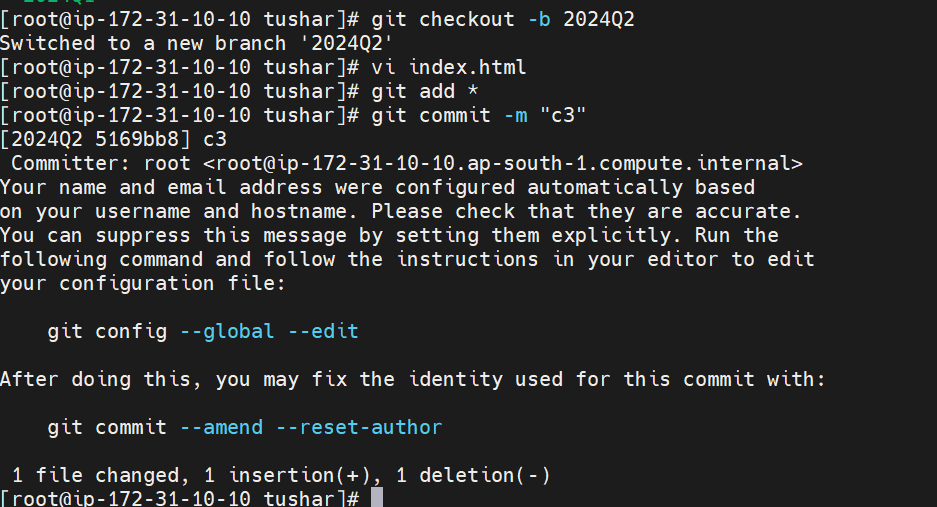 [root@ip-172-31-10-10 tushar]# git checkout -b 2024Q2
Switched to a new branch '2024Q2'
[root@ip-172-31-10-10 tushar]# vi index.html
[root@ip-172-31-10-10 tushar]# git add *
[root@ip-172-31-10-10 tushar]# git commit -m "c3"
[2024Q2 5169bb8] c3
 Committer: root <root@ip-172-31-10-10.ap-south-1.compute.internal>
Your name and email address were configured automatically based
on your username and hostname. Please check that they are accurate.
You can suppress this message by setting them explicitly. Run the
following command and follow the instructions in your editor to edit
your configuration file:

    git config --global --edit

After doing this, you may fix the identity used for this commit with:

    git commit --amend --reset-author

 1 file changed, 1 insertion(+), 1 deletion(-)
[root@ip-172-31-10-10 tushar]#